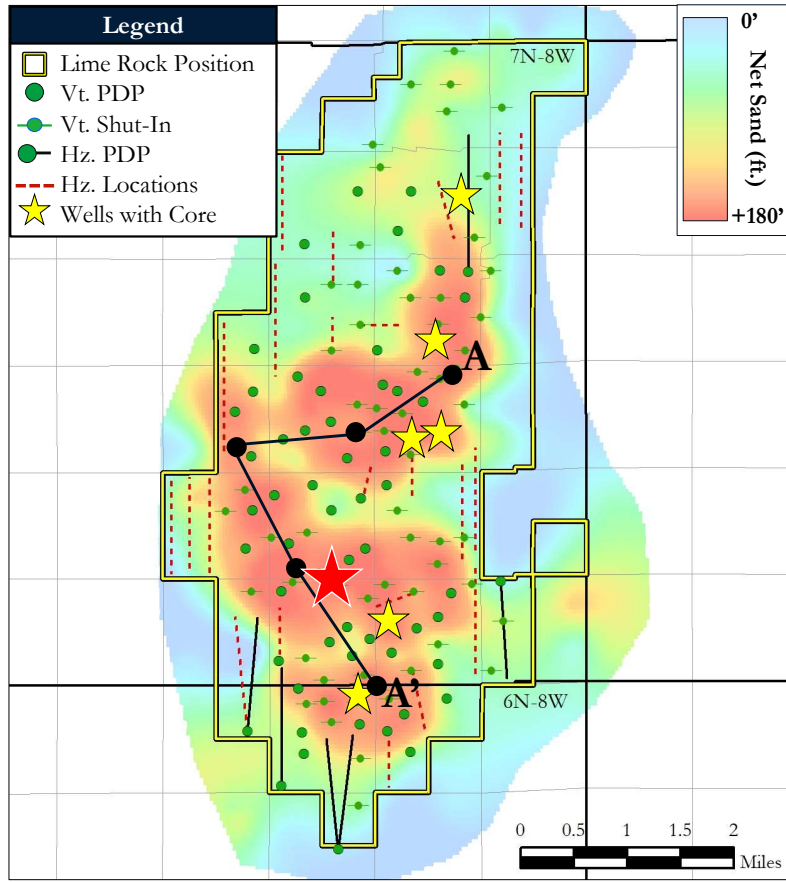 Legend
Lime Rock Position
Vt. PDP
Vt. Shut-In
Hz. PDP
Hz. Locations
Wells with Core
7N-8W
0'
Net Sand (ft.)
+180'
A
A'
6N-8W
0 0.5 1 1.5 2
Miles